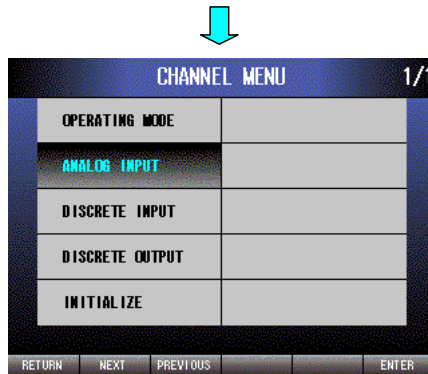 CHANNEL MENU 1/1
OPERATING MODE
ANALOG INPUT
DISCRETE INPUT
DISCRETE OUTPUT
INITIALIZE
RETURN NEXT PREVIOUS ENTER